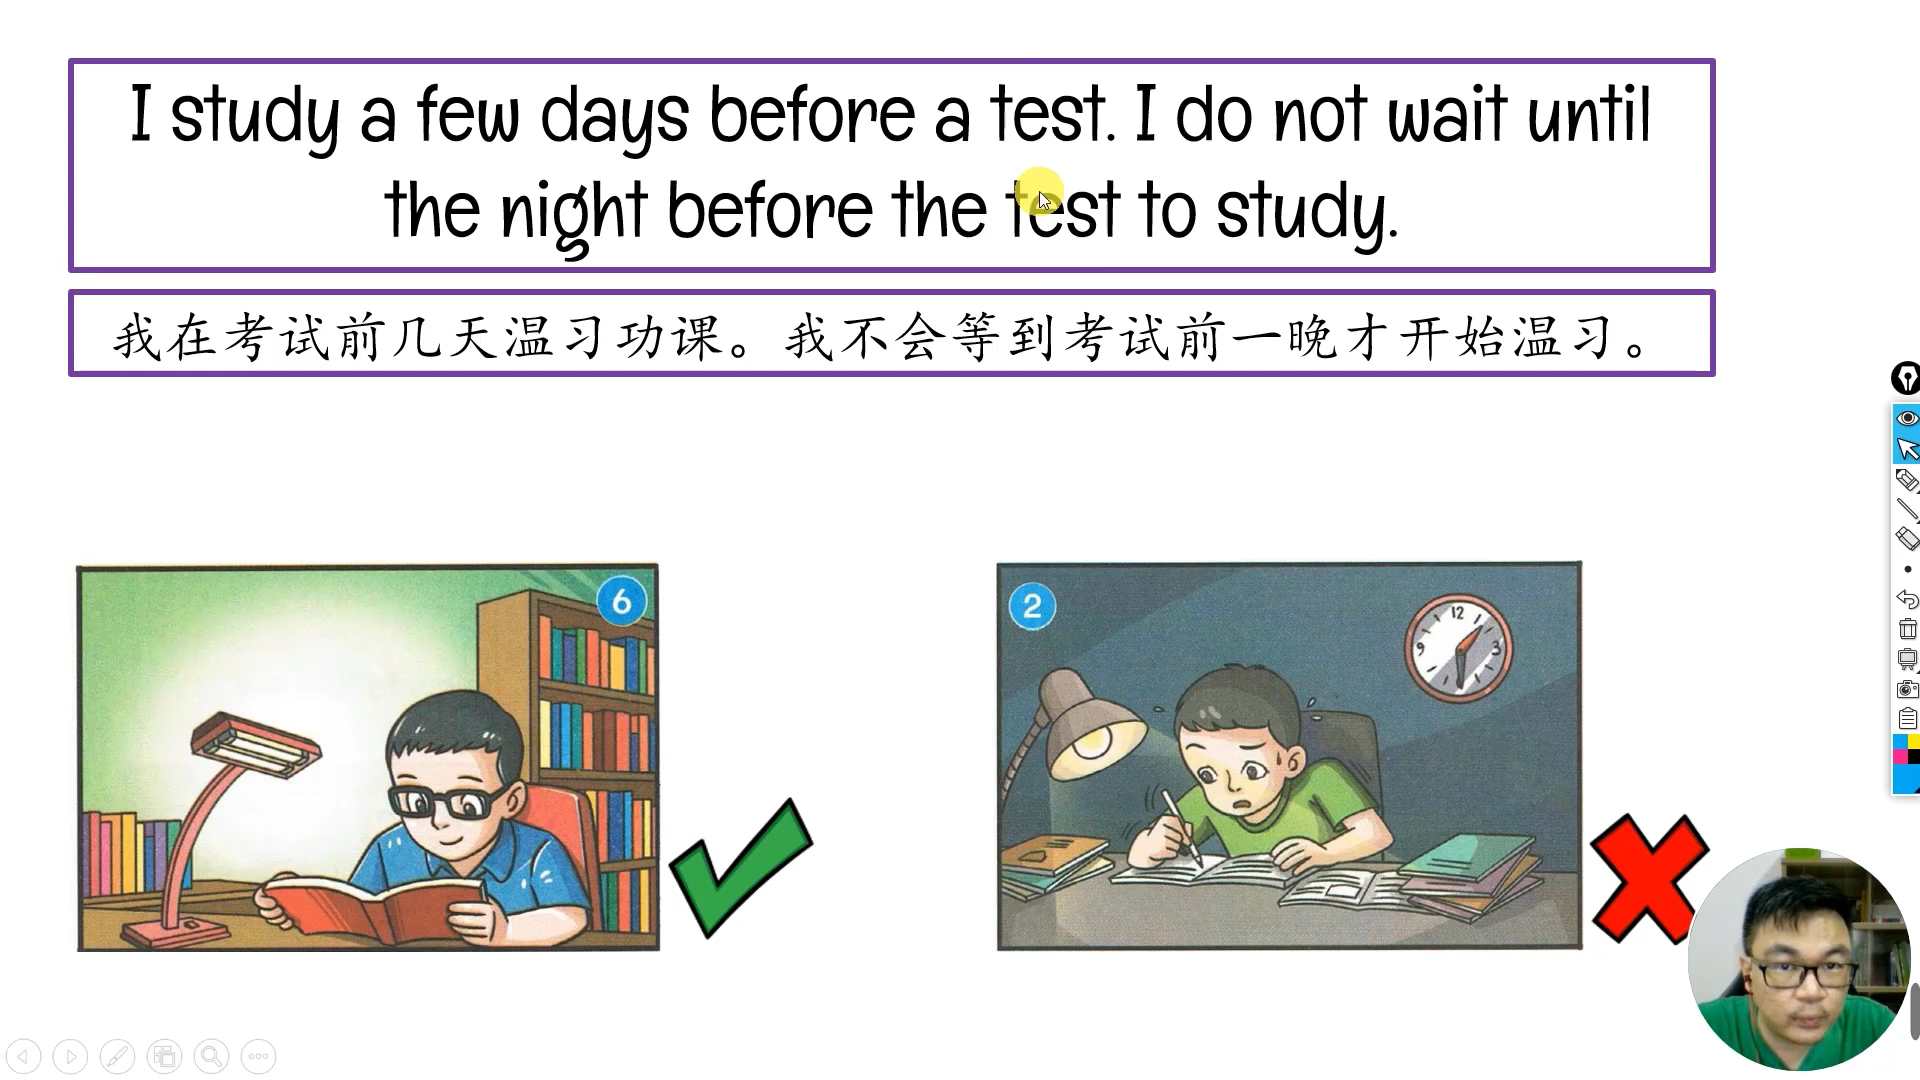 I study a few days before a test. I do not wait until
the night before the test to study.
我在考试前几天温习功课。我不会等到考试前一晚才开始温习。
6
2
12
9
3